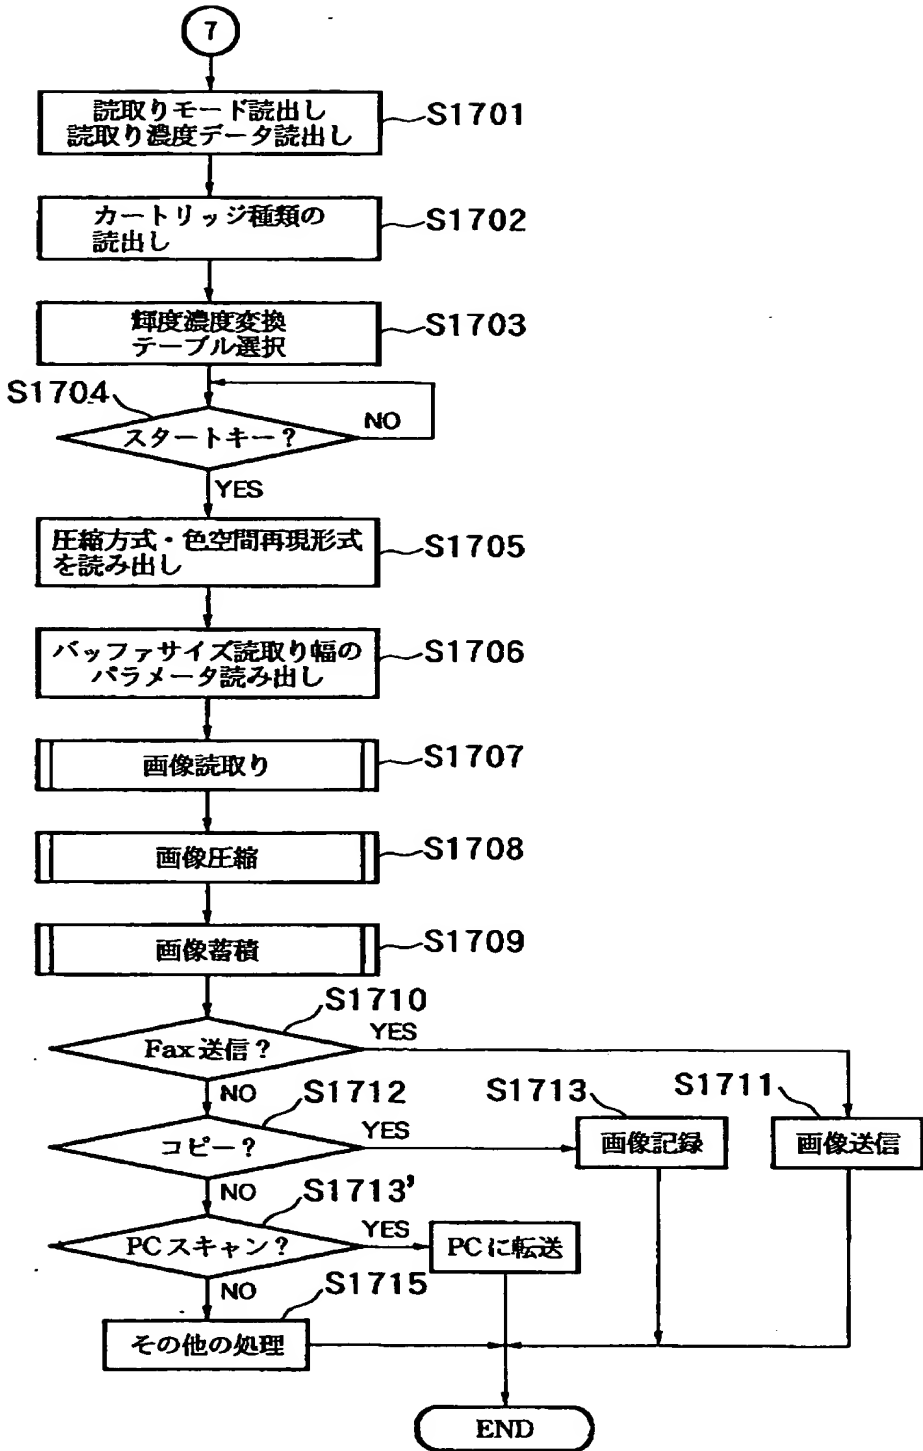 7
読取りモード読出し
読取り濃度データ読出し
S1701
カートリッジ種類の
読出し
S1702
輝度濃度変換
テーブル選択
S1703
S1704
スタートキー？
NO
YES
圧縮方式・色空間再現形式
を読み出し
S1705
バッファサイズ読取り幅の
パラメータ読み出し
S1706
画像読取り
S1707
画像圧縮
S1708
画像蓄積
S1709
S1710
Fax送信？
YES
NO
S1712
コピー？
YES
S1713
画像記録
S1711
画像送信
NO
S1713'
PCスキャン？
YES
PCに転送
NO
S1715
その他の処理
END